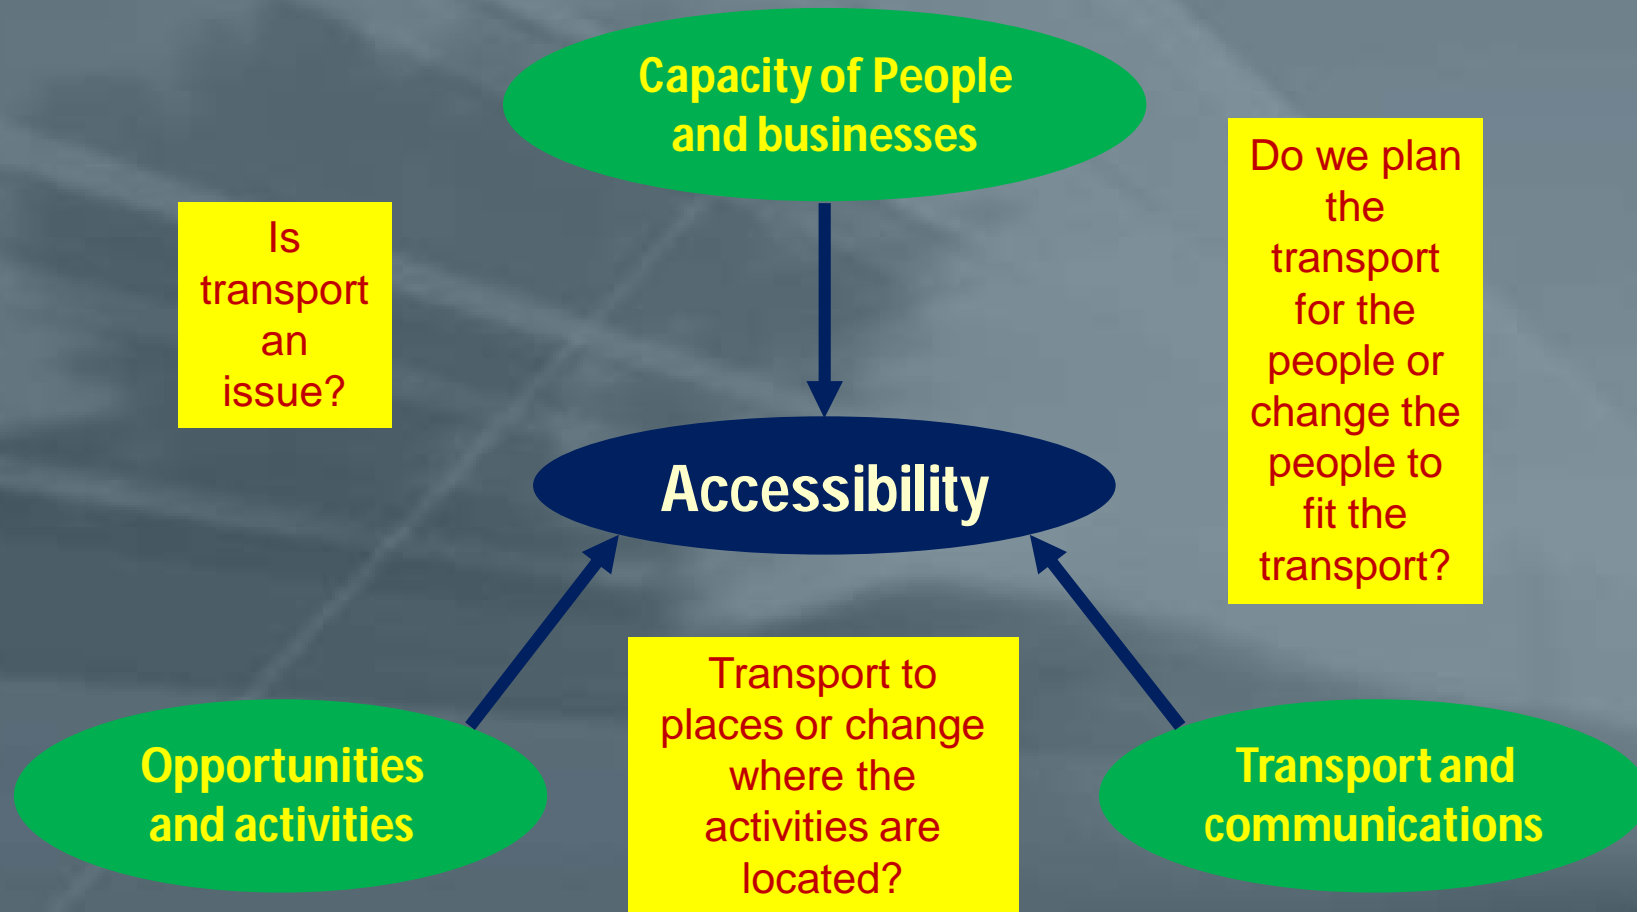 Capacity of People
and businesses
Is
transport
an
issue?
Do we plan
the
transport
for the
people or
change the
people to
fit the
transport?
Accessibility
Opportunities
and activities
Transport to
places or change
where the
activities are
located?
Transport and
communications